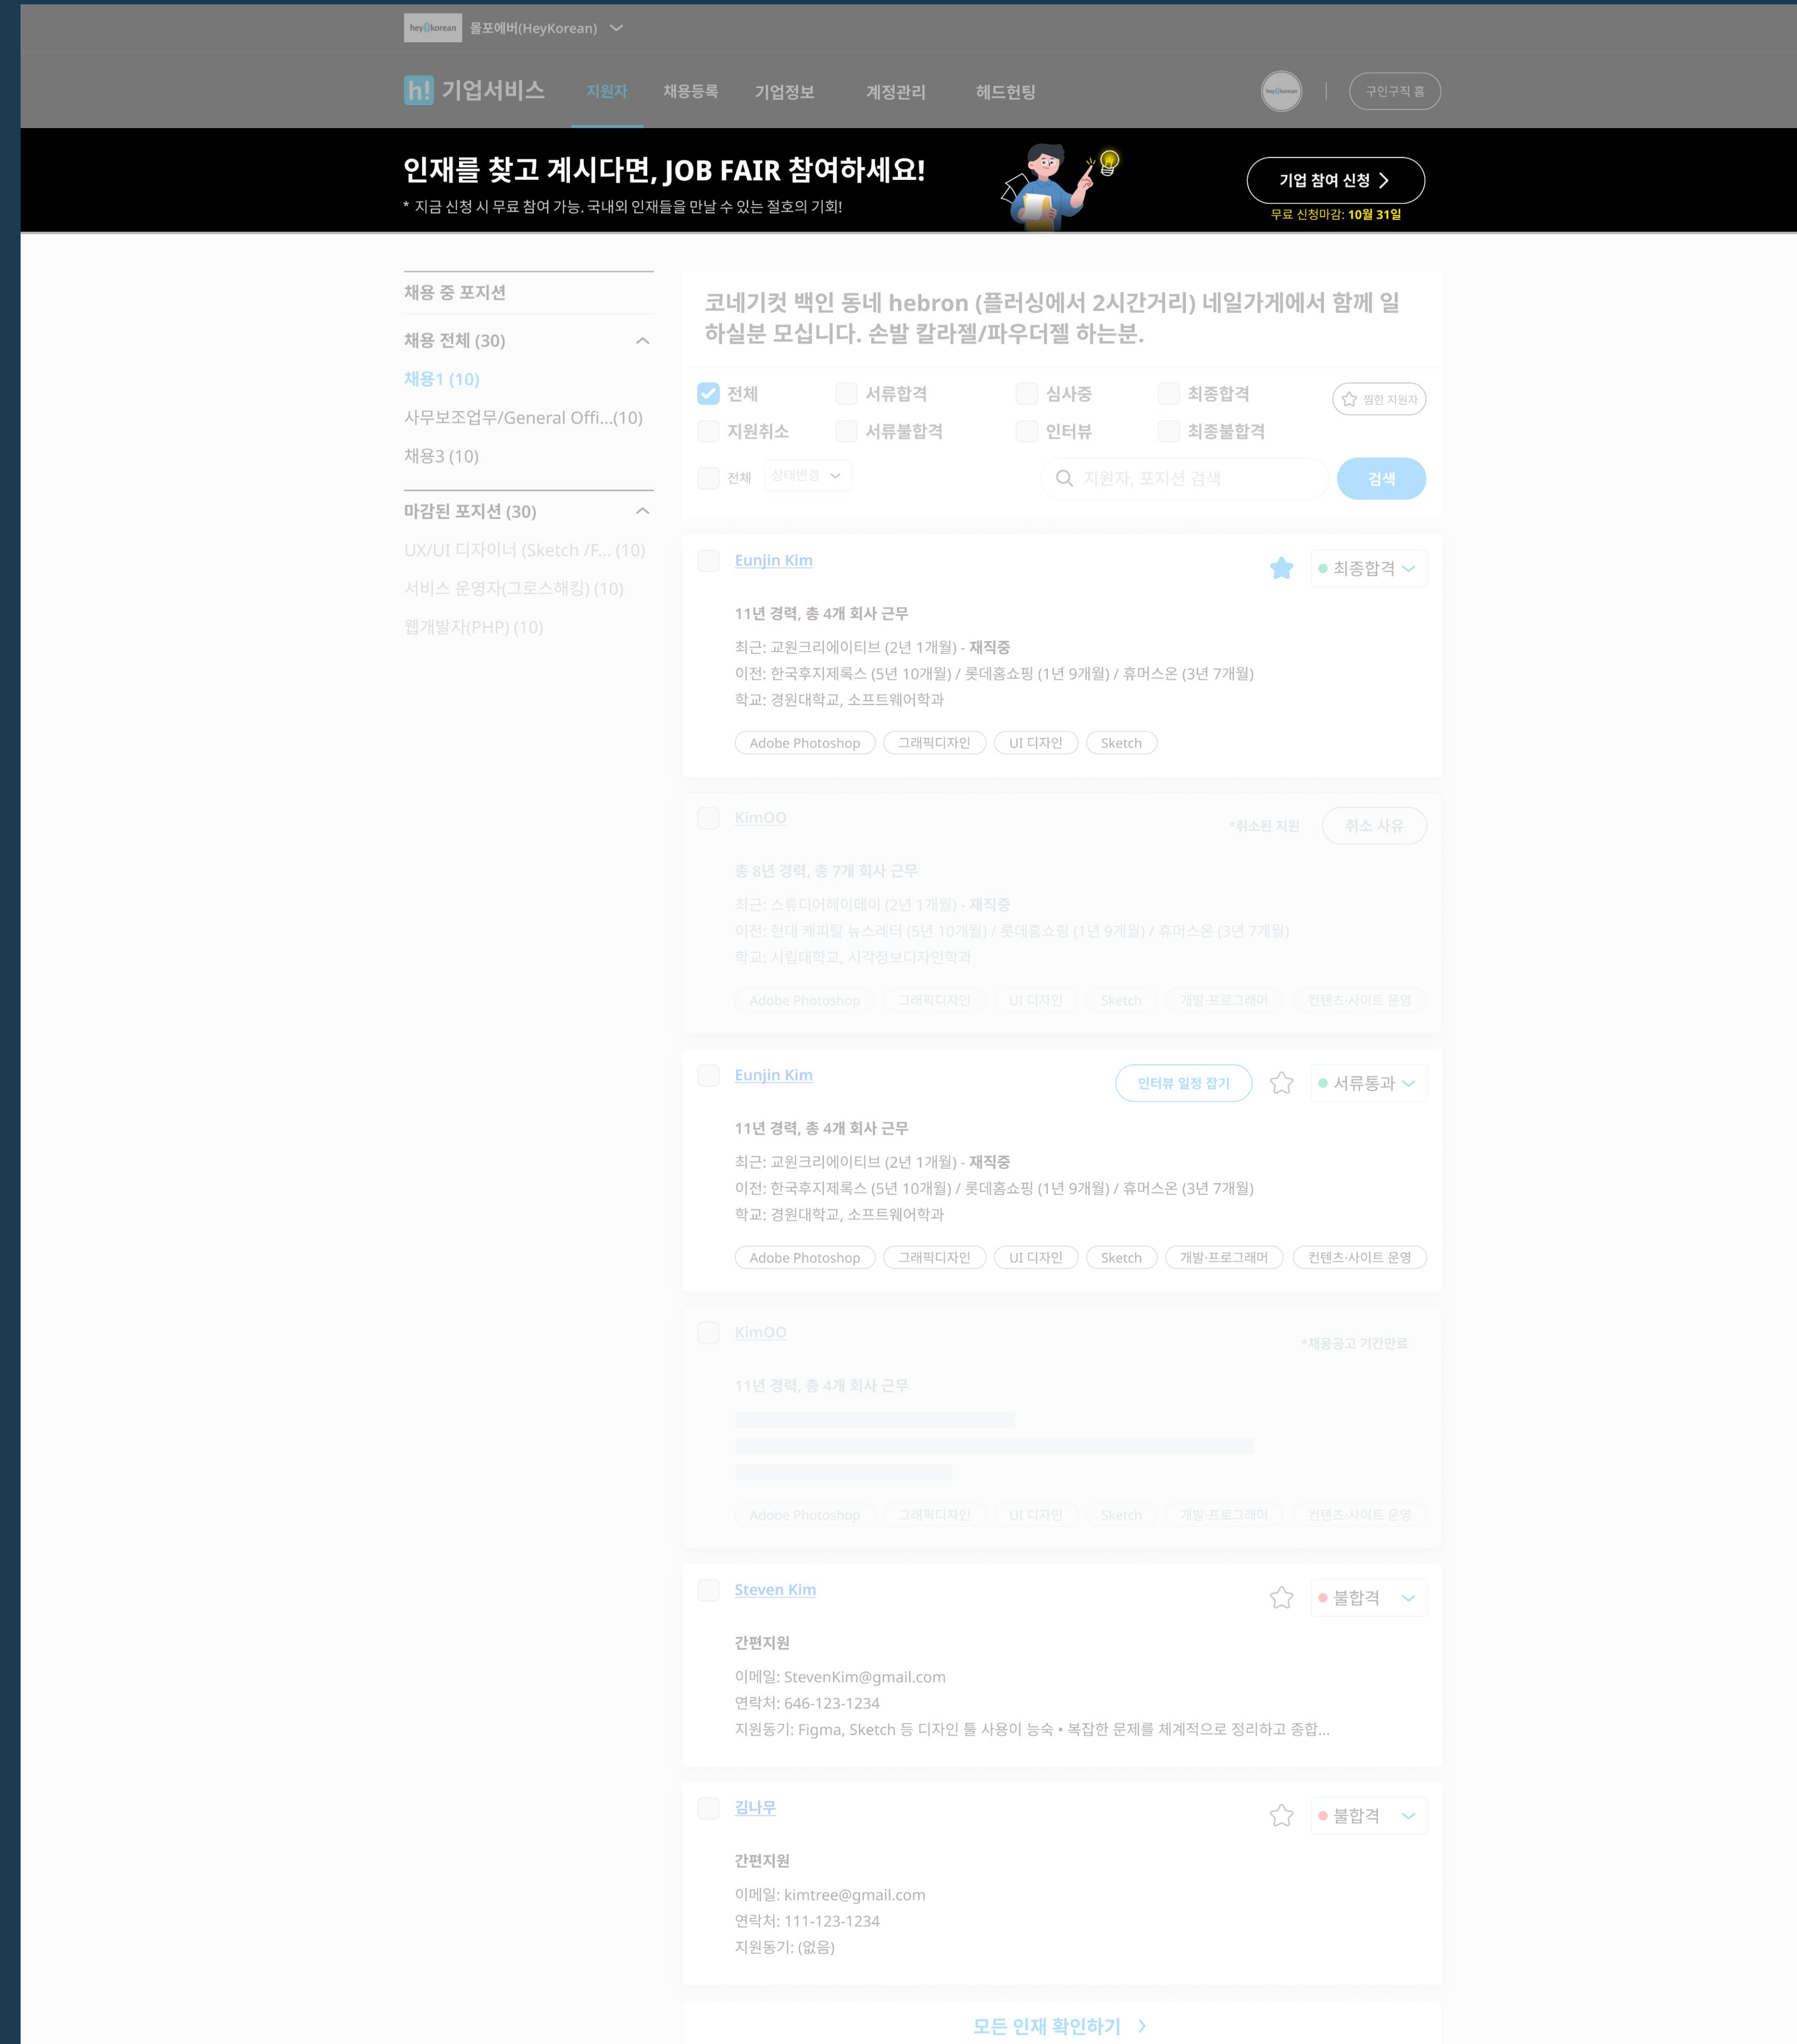 hey!korean 몰포에버(HeyKorean)
h! 기업서비스 지원자 채용등록 기업정보 계정관리 헤드헌팅 hey!korean 구인구직 홈
인재를 찾고 계시다면, JOB FAIR 참여하세요!
* 지금 신청 시 무료 참여 가능. 국내외 인재들을 만날 수 있는 절호의 기회!
기업 참여 신청
무료 신청마감: 10월 31일
채용 중 포지션
채용 전체 (30)
채용1 (10)
사무보조업무/General Offi...(10)
채용3 (10)
마감된 포지션 (30)
UX/UI 디자이너 (Sketch /F... (10)
서비스 운영자(그로스해킹) (10)
웹개발자(PHP) (10)
코네기컷 백인 동네 hebron (플러싱에서 2시간거리) 네일가게에서 함께 일
하실분 모십니다. 손발 칼라젤/파우더젤 하는분.
전체 서류합격 심사중 최종합격 찜한 지원자
지원취소 서류불합격 인터뷰 최종불합격
전체 상태변경 지원자, 포지션 검색 검색
Eunjin Kim 최종합격
11년 경력, 총 4개 회사 근무
최근: 교원크리에이티브 (2년 1개월) - 재직중
이전: 한국후지제록스 (5년 10개월) / 롯데홈쇼핑 (1년 9개월) / 휴머스온 (3년 7개월)
학교: 경원대학교, 소프트웨어학과
Adobe Photoshop 그래픽디자인 UI 디자인 Sketch
KimOO *취소된 지원 취소 사유
총 8년 경력, 총 7개 회사 근무
최근: 스튜디어헤이데이 (2년 1개월) - 재직중
이전: 현대 캐피탈 뉴스레터 (5년 10개월) / 롯데홈쇼핑 (1년 9개월) / 휴머스온 (3년 7개월)
학교: 시립대학교, 시각정보디자인학과
Adobe Photoshop 그래픽디자인 UI 디자인 Sketch 개발·프로그래머 컨텐츠·사이트 운영
Eunjin Kim 인터뷰 일정 잡기 서류통과
11년 경력, 총 4개 회사 근무
최근: 교원크리에이티브 (2년 1개월) - 재직중
이전: 한국후지제록스 (5년 10개월) / 롯데홈쇼핑 (1년 9개월) / 휴머스온 (3년 7개월)
학교: 경원대학교, 소프트웨어학과
Adobe Photoshop 그래픽디자인 UI 디자인 Sketch 개발·프로그래머 컨텐츠·사이트 운영
KimOO *채용공고 기간만료
11년 경력, 총 4개 회사 근무
Adobe Photoshop 그래픽디자인 UI 디자인 Sketch 개발·프로그래머 컨텐츠·사이트 운영
Steven Kim 불합격
간편지원
이메일: StevenKim@gmail.com
연락처: 646-123-1234
지원동기: Figma, Sketch 등 디자인 툴 사용이 능숙 • 복잡한 문제를 체계적으로 정리하고 종합...
김나무 불합격
간편지원
이메일: kimtree@gmail.com
연락처: 111-123-1234
지원동기: (없음)
모든 인재 확인하기